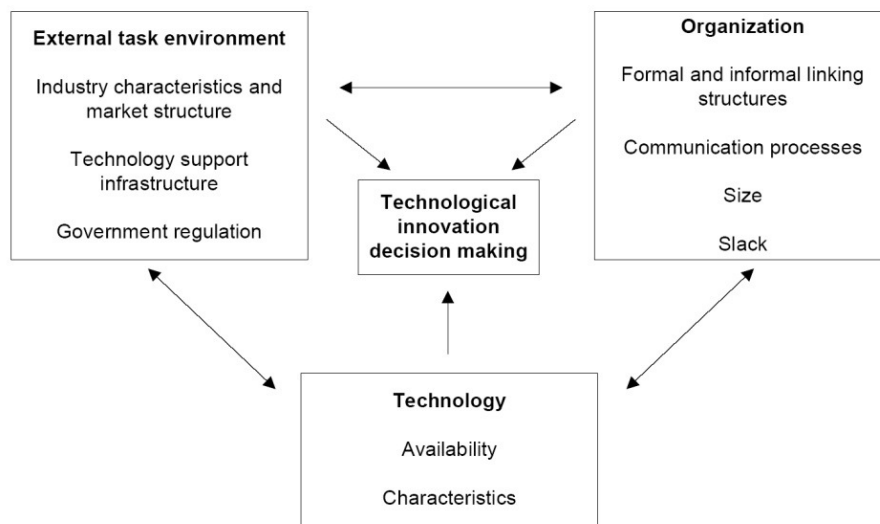 External task environment
Industry characteristics and
market structure
Technology support
infrastructure
Government regulation
Organization
Formal and informal linking
structures
Communication processes
Size
Slack
Technological
innovation
decision making
Technology
Availability
Characteristics